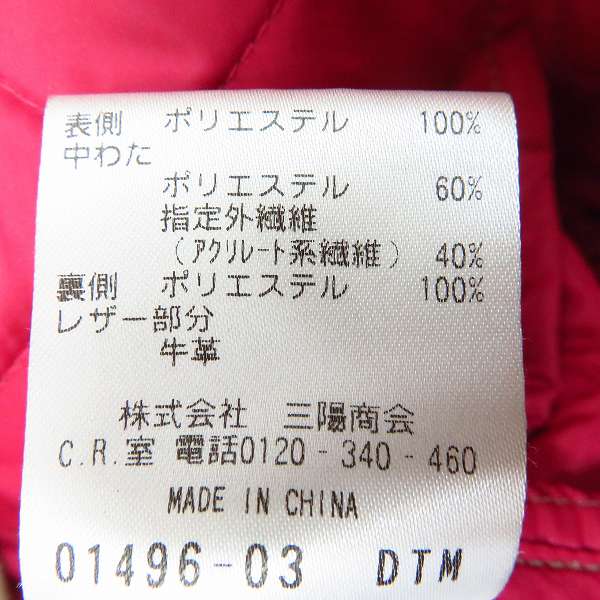 表側 ポリエステル 100%
中わた
ポリエステル 60%
指定外繊維
(アクリレート系繊維) 40%
裏側 ポリエステル 100%
レザー部分
牛革
株式会社 三陽商会
C.R.室 電話0120-340-460
MADE IN CHINA
01496-03 DTM